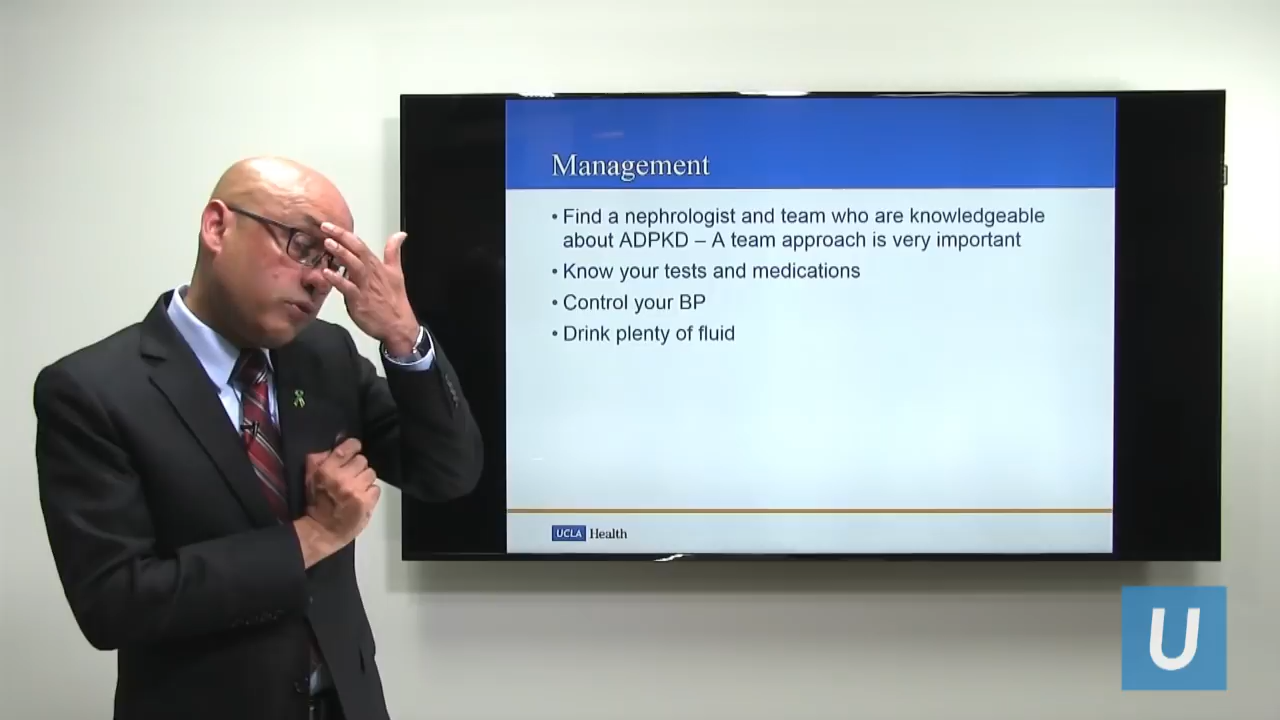 Management
• Find a nephrologist and team who are knowledgeable
about ADPKD – A team approach is very important
• Know your tests and medications
• Control your BP
• Drink plenty of fluid
UCLA Health
U